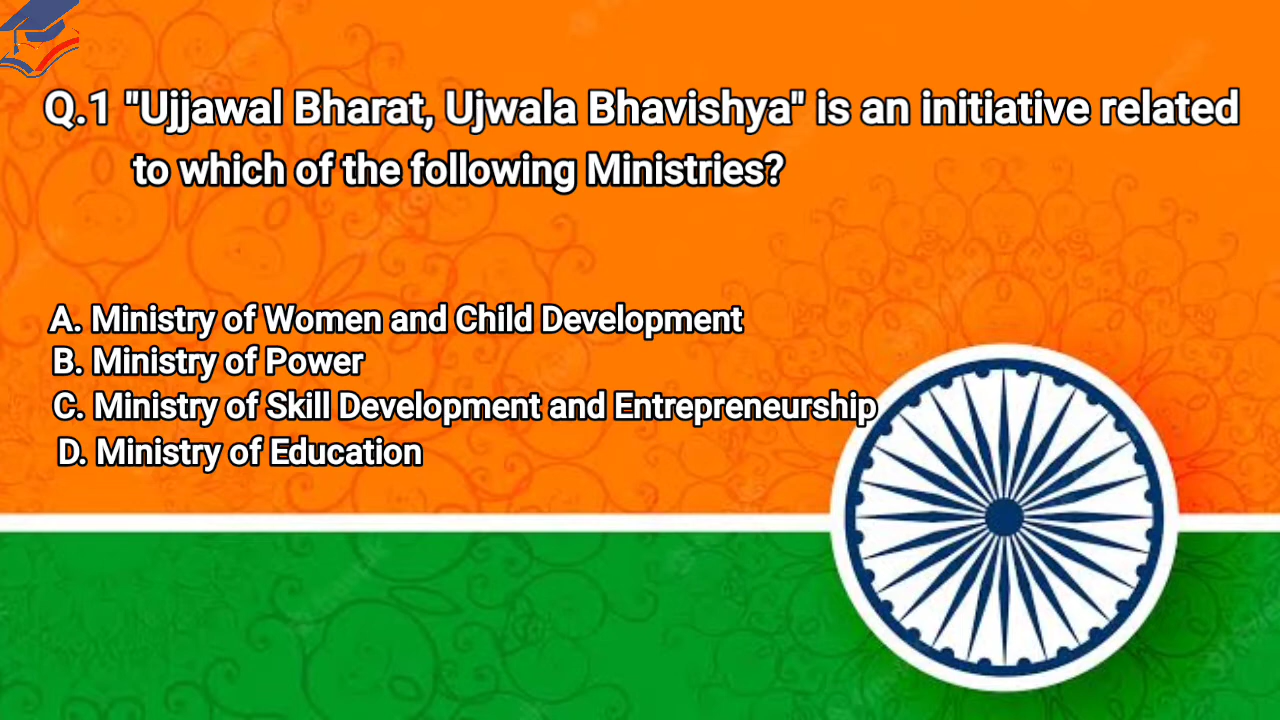 Q.1 "Ujjawal Bharat, Ujwala Bhavishya" is an initiative related
to which of the following Ministries?
A. Ministry of Women and Child Development
B. Ministry of Power
C. Ministry of Skill Development and Entrepreneurship
D. Ministry of Education